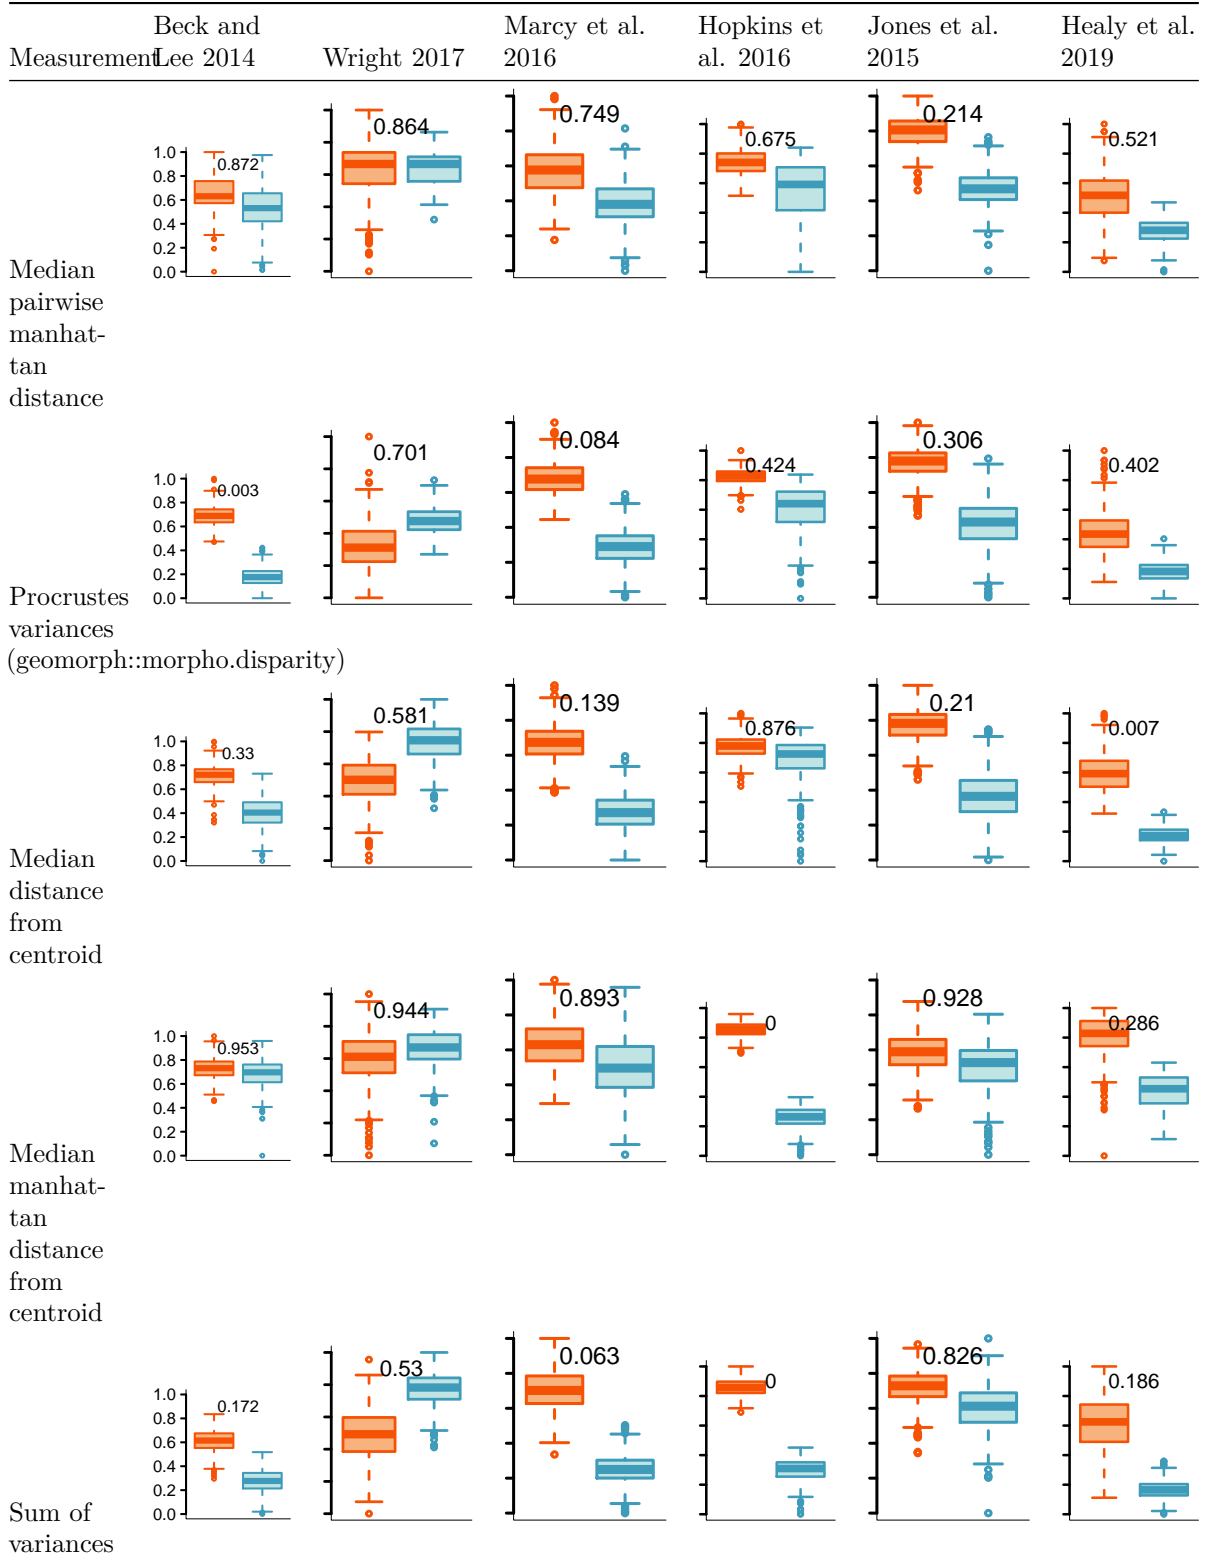 Measurement Beck and Lee 2014 Wright 2017 Marcy et al. 2016 Hopkins et al. 2016 Jones et al. 2015 Healy et al. 2019
0.872 0.864 0.749 0.675 0.214 0.521
1.0
0.8
0.6
0.4
0.2
0.0
Median
pairwise
manhat-
tan
distance
0.003 0.701 0.084 0.424 0.306 0.402
1.0
0.8
0.6
0.4
0.2
0.0
Procrustes
variances
(geomorph::morpho.disparity)
0.33 0.581 0.139 0.876 0.21 0.007
1.0
0.8
0.6
0.4
0.2
0.0
Median
distance
from
centroid
0.953 0.944 0.893 0 0.928 0.286
1.0
0.8
0.6
0.4
0.2
0.0
Median
manhat-
tan
distance
from
centroid
0.172 0.53 0.063 0 0.826 0.186
1.0
0.8
0.6
0.4
0.2
0.0
Sum of
variances